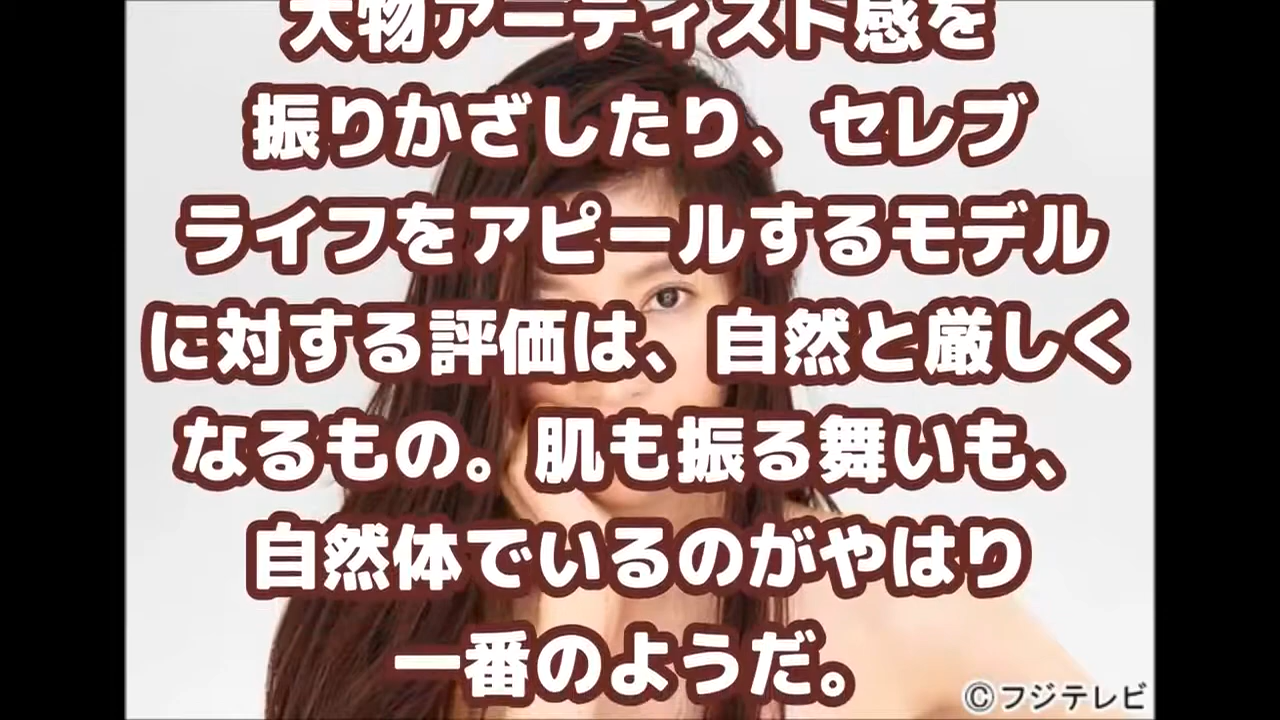 大物アーティスト感を
振りかざしたり、セレブ
ライフをアピールするモデル
に対する評価は、自然と厳しく
なるもの。肌も振る舞いも、
自然体でいるのがやはり
一番のようだ。
©フジテレビ